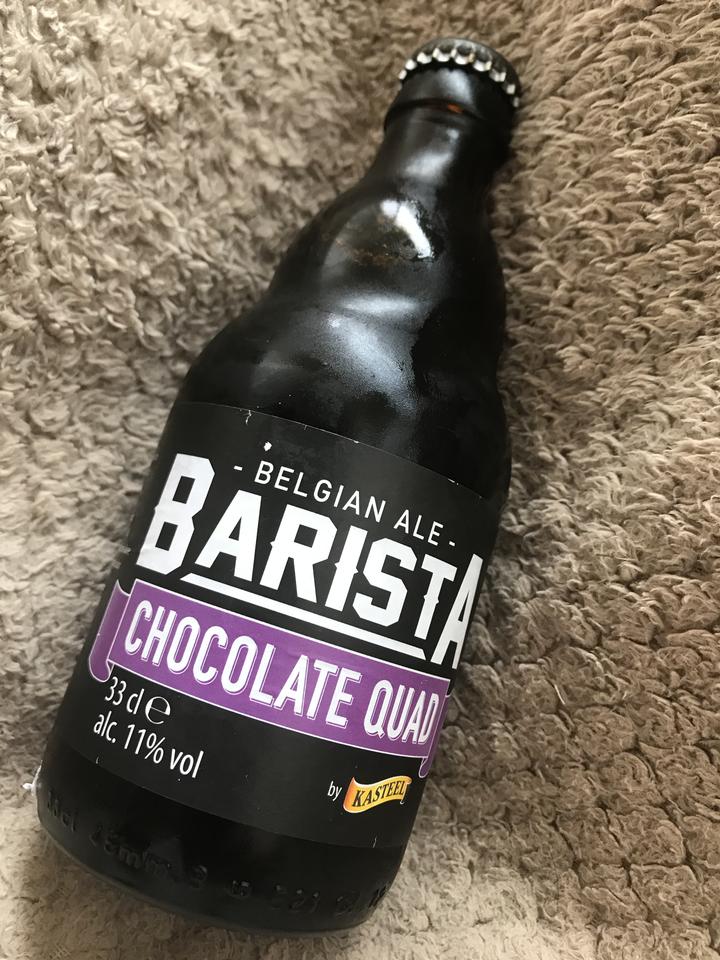 - BELGIAN ALE -
BARISTA
CHOCOLATE QUAD
33 cl e
alc. 11% vol
by KASTEEL